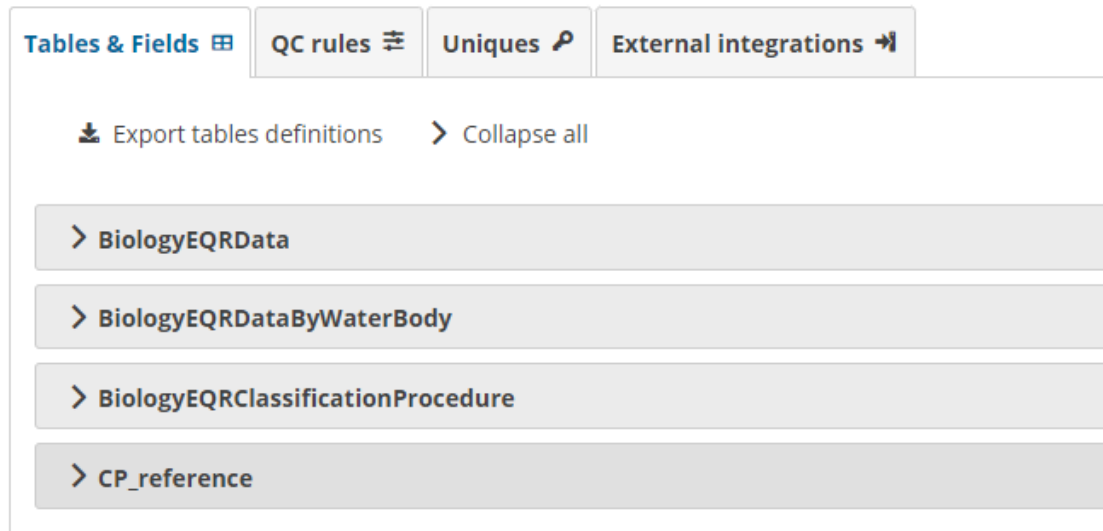 Tables & Fields QC rules Uniques External integrations
Export tables definitions Collapse all
BiologyEQRData
BiologyEQRDataByWaterBody
BiologyEQRClassificationProcedure
CP_reference